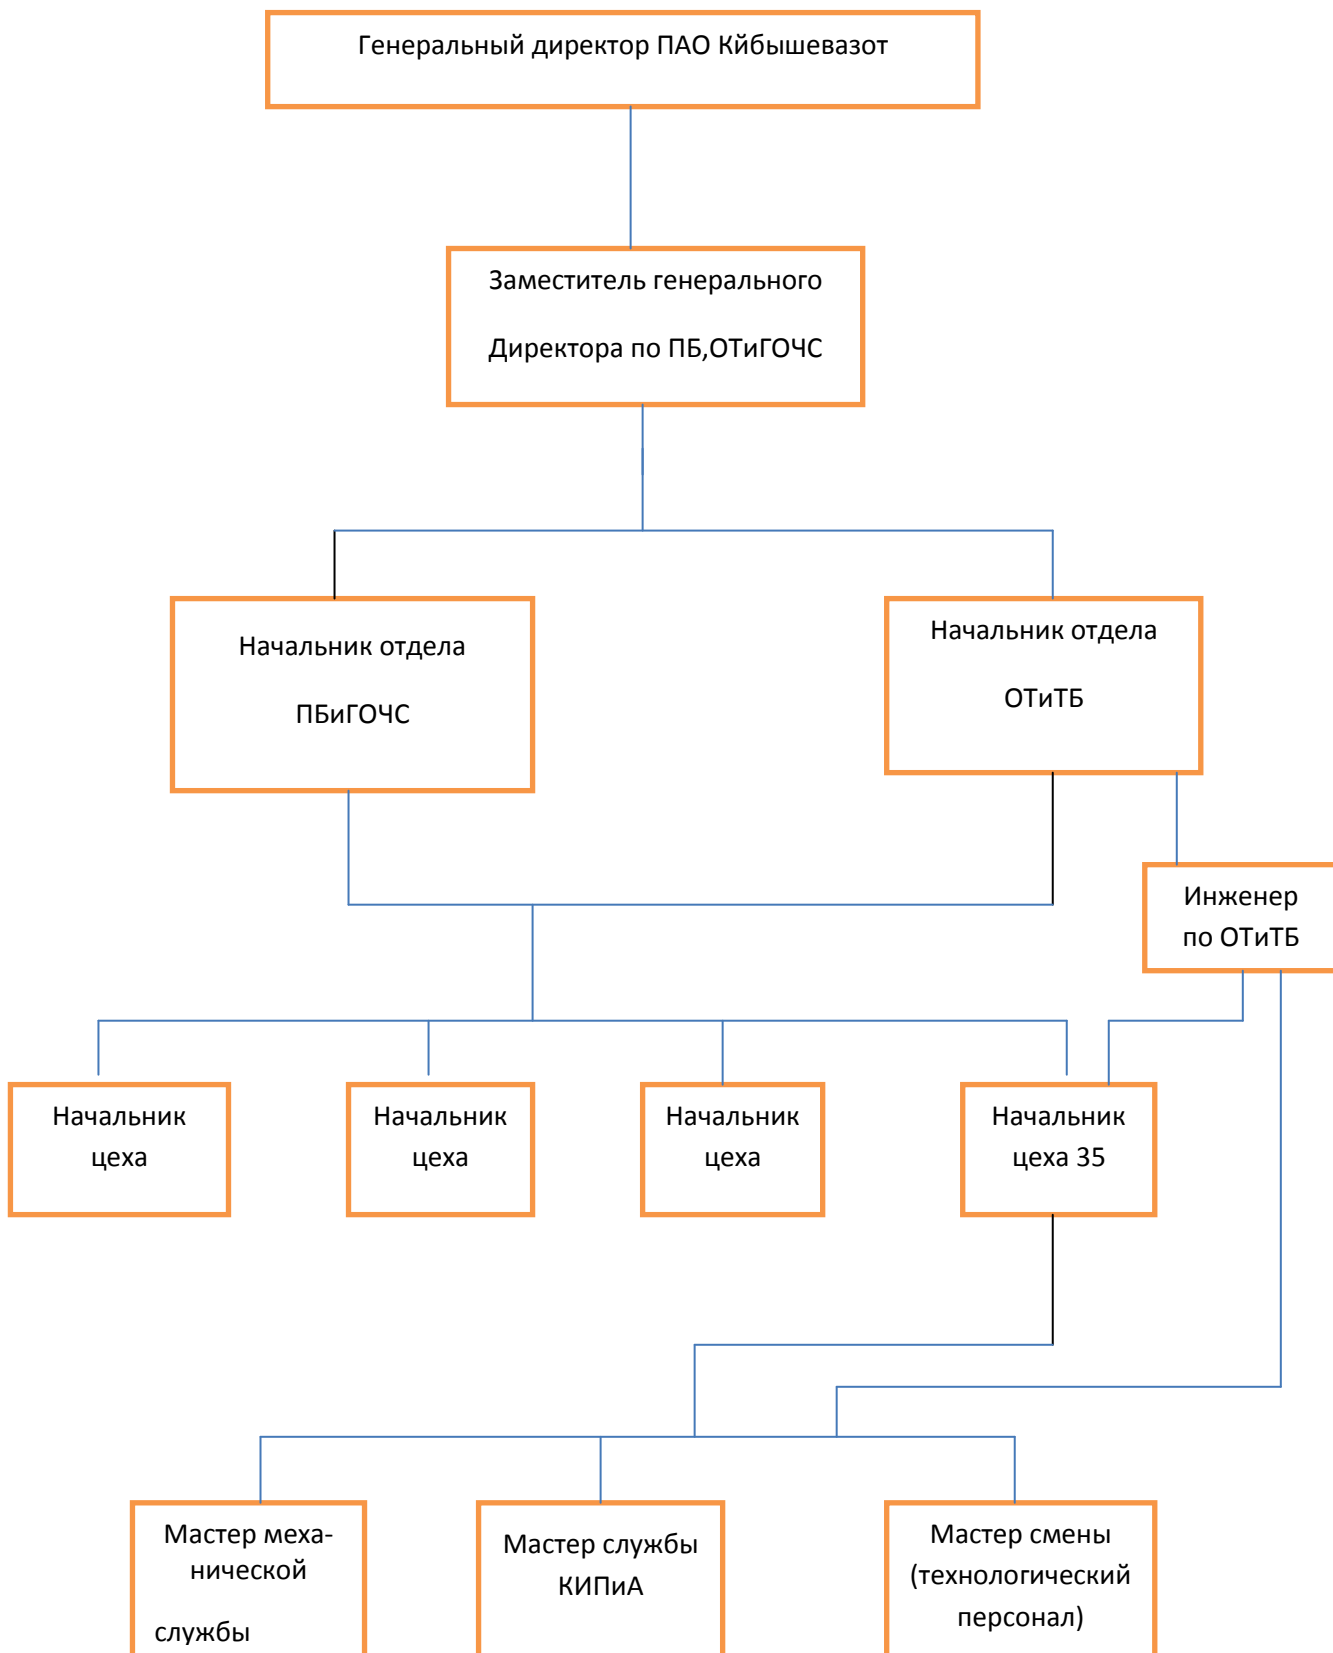 Генеральный директор ПАО Кйбышевазот
Заместитель генерального
Директора по ПБ,ОТиГОЧС
Начальник отдела
ПБиГОЧС
Начальник отдела
ОТиТБ
Инженер
по ОТиТБ
Начальник
цеха
Начальник
цеха
Начальник
цеха
Начальник
цеха 35
Мастер меха-
нической
службы
Мастер службы
КИПиА
Мастер смены
(технологический
персонал)